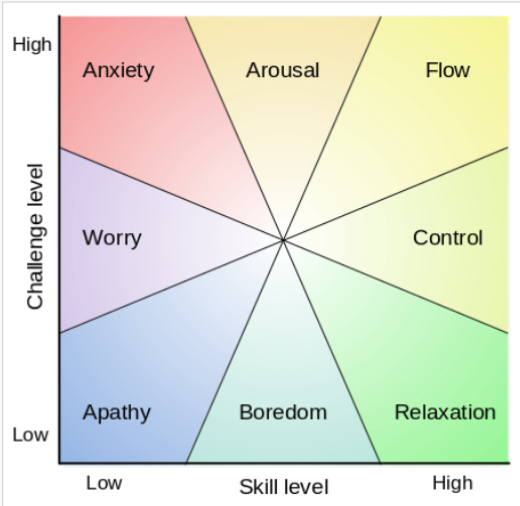 High
Anxiety
Arousal
Flow
Challenge level
Worry
Control
Apathy
Boredom
Relaxation
Low
Low
Skill level
High